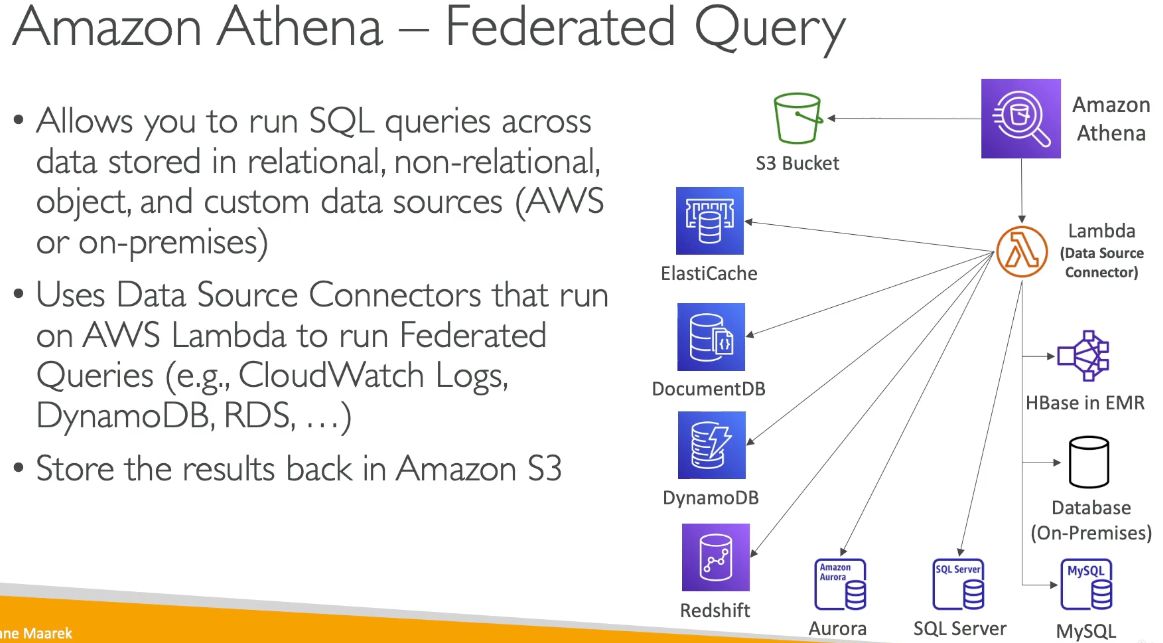 Amazon Athena – Federated Query
• Allows you to run SQL queries across
data stored in relational, non-relational,
object, and custom data sources (AWS
or on-premises)
• Uses Data Source Connectors that run
on AWS Lambda to run Federated
Queries (e.g., CloudWatch Logs,
DynamoDB, RDS, …)
• Store the results back in Amazon S3
Amazon
Athena
S3 Bucket
Lambda
(Data Source
Connector)
ElastiCache
DocumentDB
DynamoDB
Redshift
Amazon
Aurora
Aurora
SQL Server
SQL Server
HBase in EMR
Database
(On-Premises)
MySQL
MySQL
ane Maarek